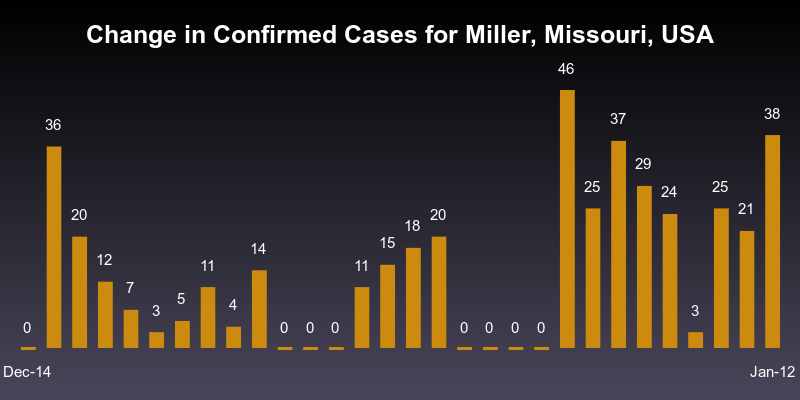 Change in Confirmed Cases for Miller, Missouri, USA
0 36 20 12 7 3 5 11 4 14 0 0 0 11 15 18 20 0 0 0 0 46 25 37 29 24 3 25 21 38
Dec-14 Jan-12